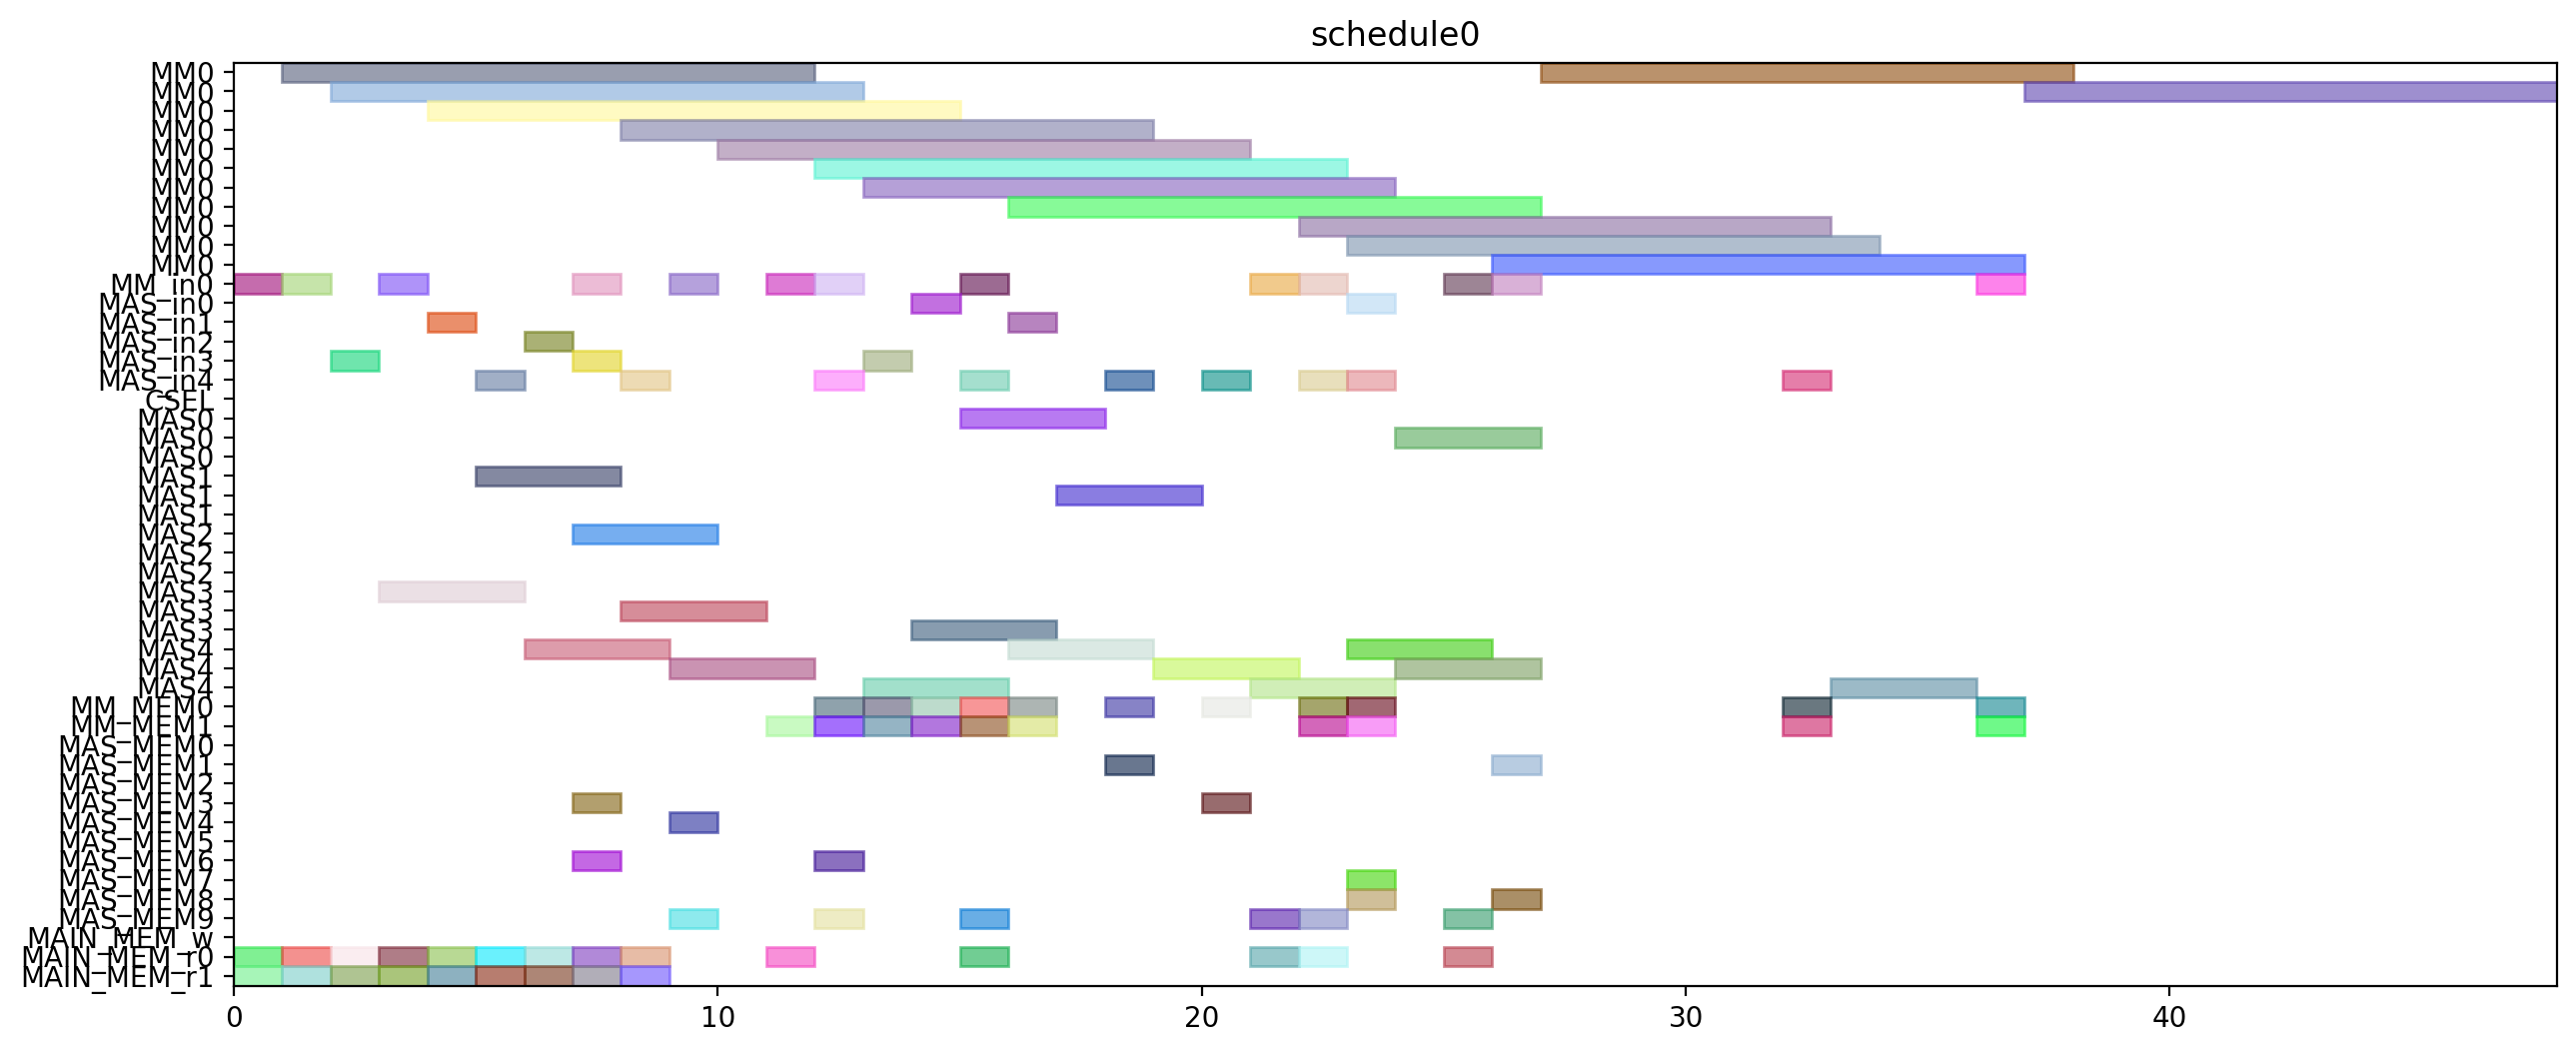 schedule0
MM0
MM0
MM0
MM0
MM0
MM0
MM0
MM0
MM0
MM0
MM0
MM_in0
MAS_in0
MAS_in1
MAS_in2
MAS_in3
MAS_in4
CSEL
MAS0
MAS0
MAS0
MAS1
MAS1
MAS1
MAS2
MAS2
MAS2
MAS3
MAS3
MAS3
MAS4
MAS4
MAS4
MM_MEM0
MM_MEM1
MAS_MEM0
MAS_MEM1
MAS_MEM2
MAS_MEM3
MAS_MEM4
MAS_MEM5
MAS_MEM6
MAS_MEM7
MAS_MEM8
MAS_MEM9
MAIN_MEM_w
MAIN_MEM_r0
MAIN_MEM_r1
0 10 20 30 40